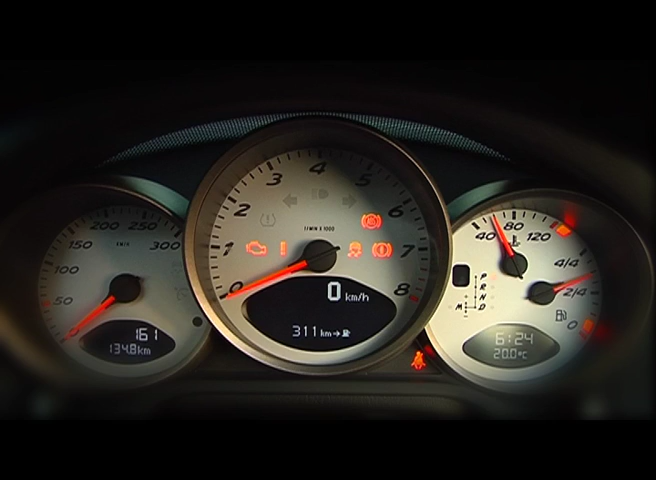 50
100
150
200
250
300
KM/H
161
134.8km
0
1
2
3
4
5
6
7
8
1/MIN X 1000
0 km/h
311 km→
40
80
120
4/4
2/4
0
P
R
N
M D
6:24
20.0°C